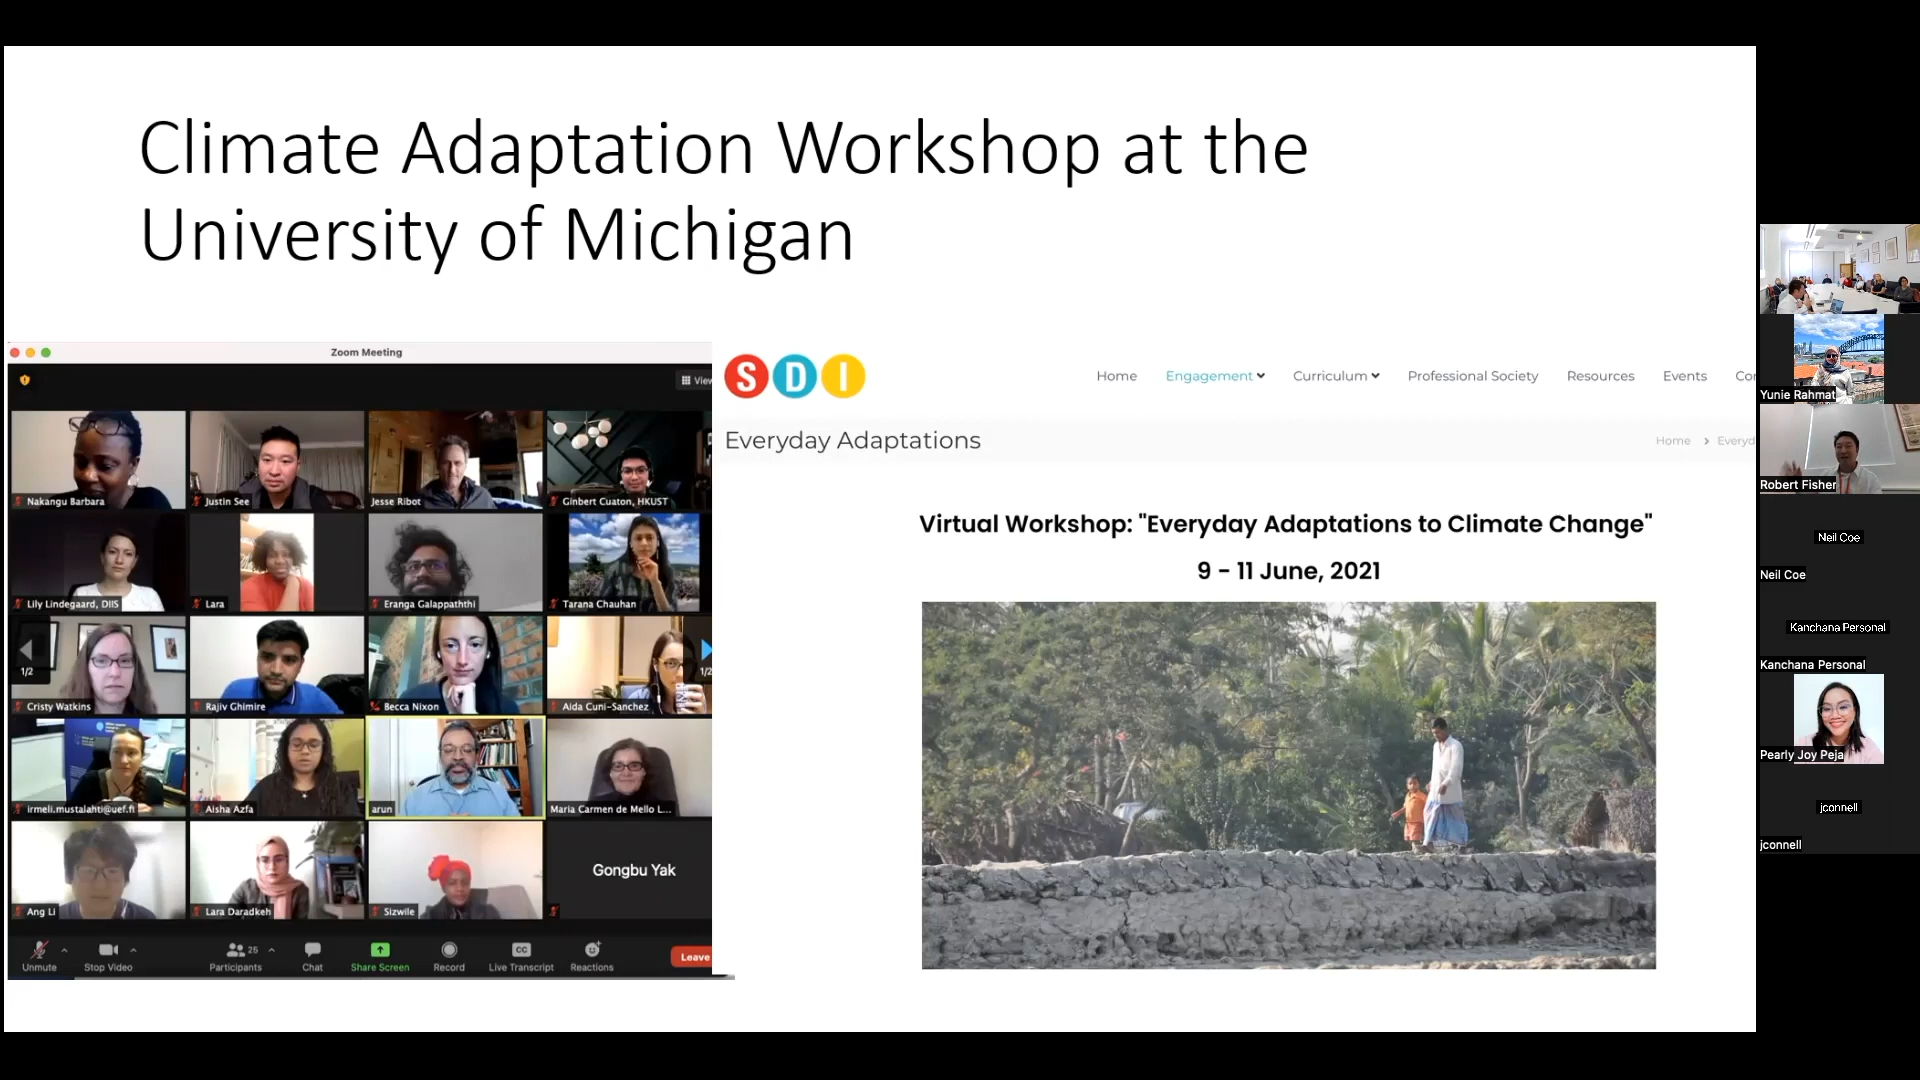 Climate Adaptation Workshop at the
University of Michigan
Zoom Meeting
View
Nakangu Barbara
Justin See
Jesse Ribot
Ginbert Cuaton, HKUST
Lily Lindegaard, DIIS
Lara
Eranga Galappaththi
Tarana Chauhan
1/2
1/2
Cristy Watkins
Rajiv Ghimire
Becca Nixon
Aida Cuni-Sanchez
irmeli.mustalahti@uef.fi
Aisha Azfa
arun
Maria Carmen de Mello L...
Gongbu Yak
Ang Li
Lara Daradkeh
Sizwile
25
Unmute
Stop Video
Participants
Chat
Share Screen
Record
CC
Live Transcript
Reactions
Leave
SDI
Home Engagement Curriculum Professional Society Resources Events Cor
Everyday Adaptations
Home > Everyd
Virtual Workshop: "Everyday Adaptations to Climate Change"
9 - 11 June, 2021
Yunie Rahmat
Robert Fisher
Neil Coe
Neil Coe
Kanchana Personal
Kanchana Personal
Pearly Joy Peja
jconnell
jconnell